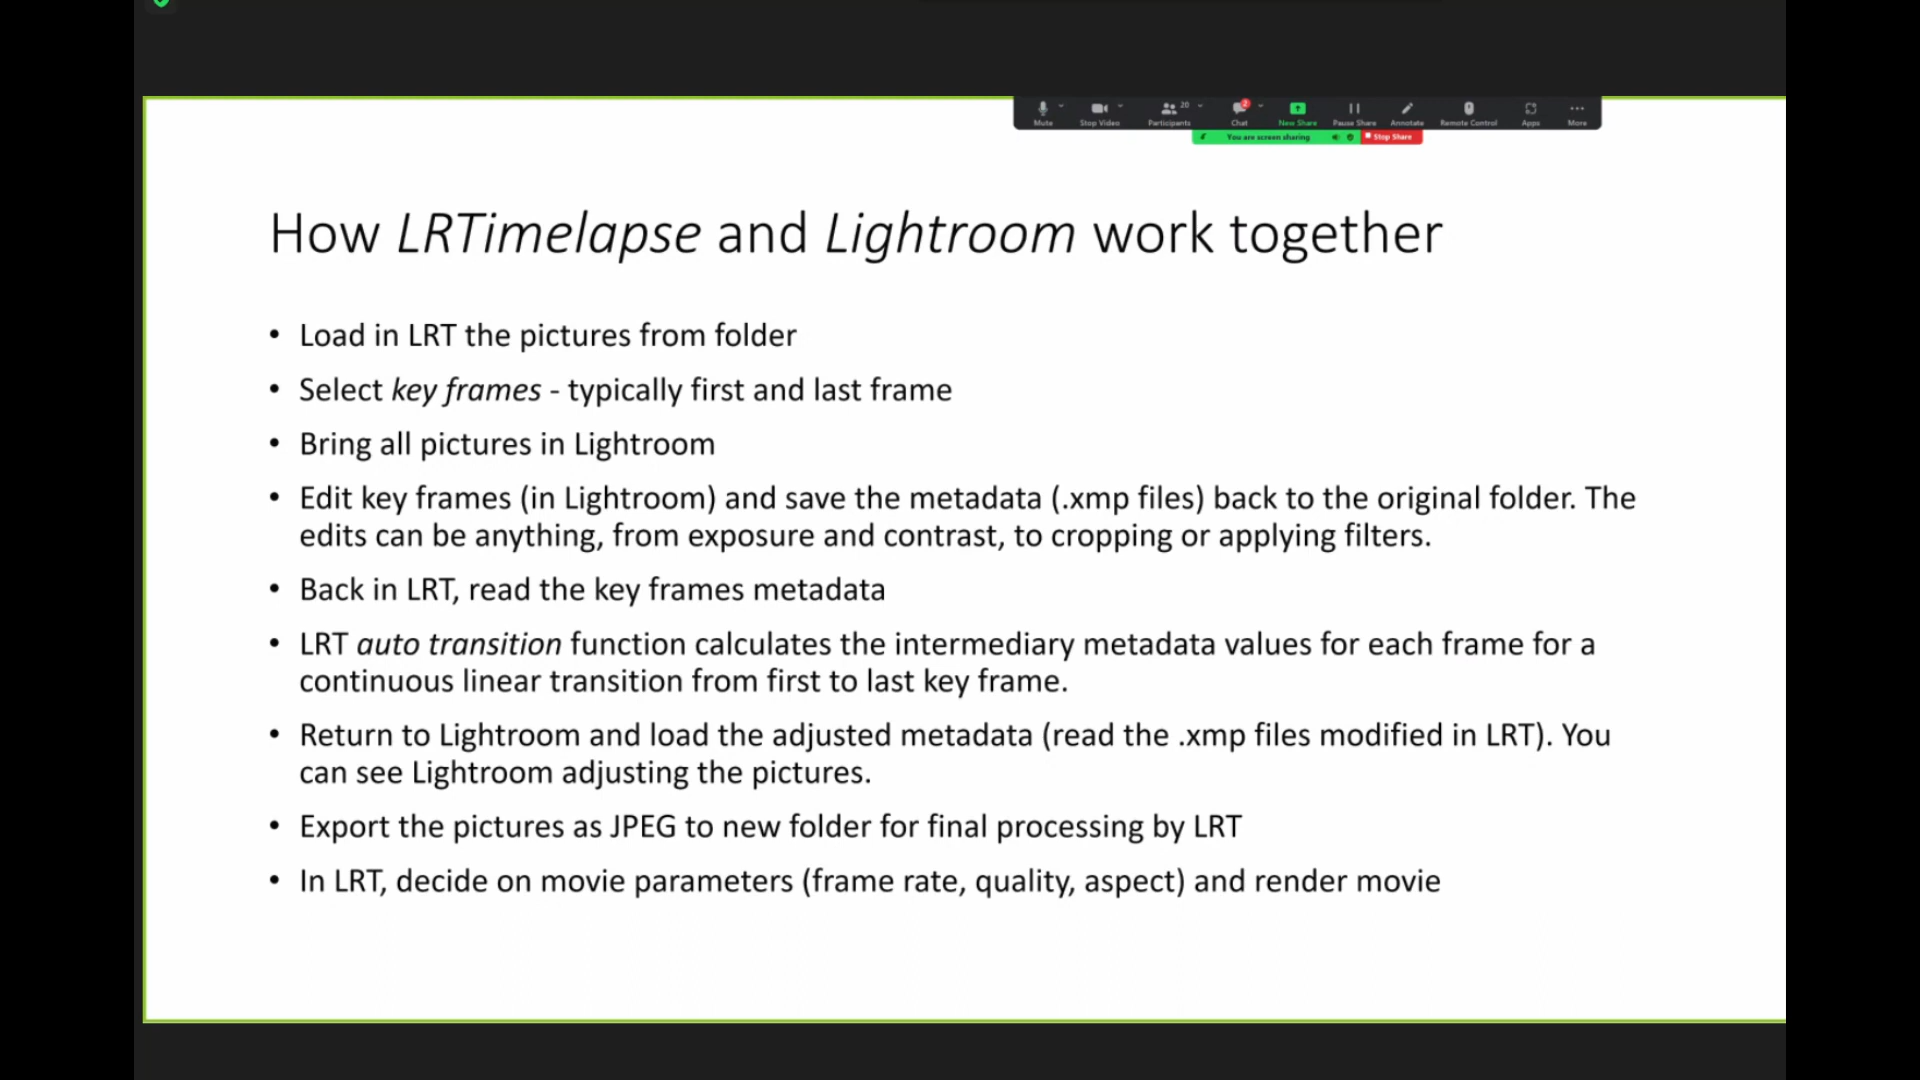 20
2
Mute
Stop Video
Participants
Chat
New Share
Pause Share
Annotate
Remote Control
Apps
More
You are screen sharing
Stop Share
How LRTimelapse and Lightroom work together
• Load in LRT the pictures from folder
• Select key frames - typically first and last frame
• Bring all pictures in Lightroom
• Edit key frames (in Lightroom) and save the metadata (.xmp files) back to the original folder. The
edits can be anything, from exposure and contrast, to cropping or applying filters.
• Back in LRT, read the key frames metadata
• LRT auto transition function calculates the intermediary metadata values for each frame for a
continuous linear transition from first to last key frame.
• Return to Lightroom and load the adjusted metadata (read the .xmp files modified in LRT). You
can see Lightroom adjusting the pictures.
• Export the pictures as JPEG to new folder for final processing by LRT
• In LRT, decide on movie parameters (frame rate, quality, aspect) and render movie